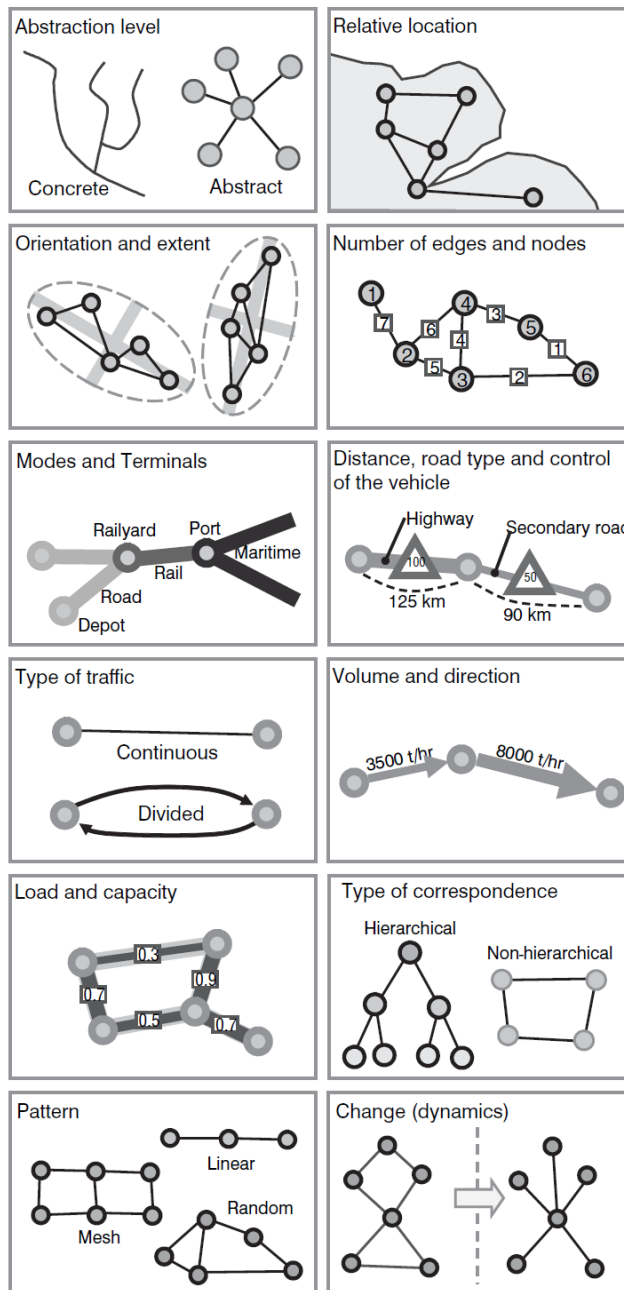 Abstraction level
Concrete
Abstract
Relative location
Orientation and extent
Number of edges and nodes
1
7
2
6
5
4
4
3
3
5
1
2
6
Modes and Terminals
Railyard
Port
Maritime
Rail
Road
Depot
Distance, road type and control
of the vehicle
Highway
Secondary road
100
50
125 km
90 km
Type of traffic
Continuous
Divided
Volume and direction
3500 t/hr
8000 t/hr
Load and capacity
0.3
0.9
0.7
0.5
0.7
Type of correspondence
Hierarchical
Non-hierarchical
Pattern
Linear
Mesh
Random
Change (dynamics)